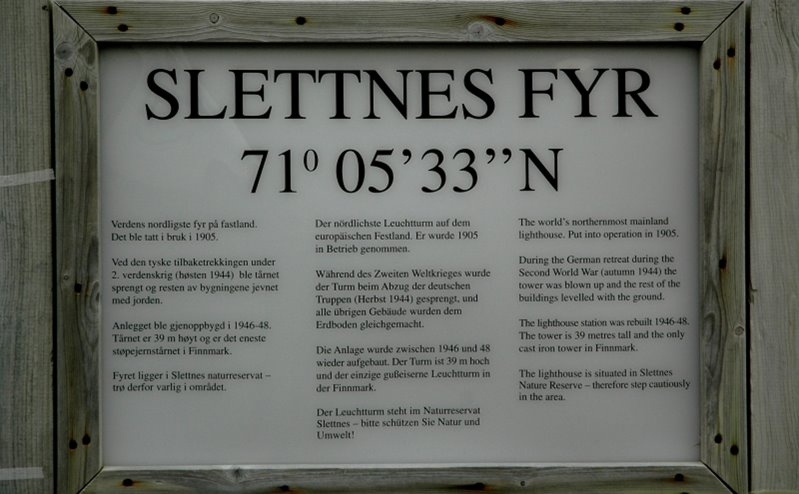 SLETTNES FYR
71⁰ 05’33”N
Verdens nordligste fyr på fastland.
Det ble tatt i bruk i 1905.
Ved den tyske tilbaketrekkingen under
2. verdenskrig (høsten 1944) ble tårnet
sprengt og resten av bygningene jevnet
med jorden.
Anlegget ble gjenoppbygd i 1946-48.
Tårnet er 39 m høyt og er det eneste
støpejernstårnet i Finnmark.
Fyret ligger i Slettnes naturreservat –
trø derfor varlig i området.
Der nördlichste Leuchtturm auf dem
europäischen Festland. Er wurde 1905
in Betrieb genommen.
Während des Zweiten Weltkrieges wurde
der Turm beim Abzug der deutschen
Truppen (Herbst 1944) gesprengt, und
alle übrigen Gebäude wurden dem
Erdboden gleichgemacht.
Die Anlage wurde zwischen 1946 und 48
wieder aufgebaut. Der Turm ist 39 m hoch
und der einzige gußeiserne Leuchtturm in
der Finnmark.
Der Leuchtturm steht im Naturreservat
Slettnes – bitte schützen Sie Natur und
Umwelt!
The world’s northernmost mainland
lighthouse. Put into operation in 1905.
During the German retreat during the
Second World War (autumn 1944) the
tower was blown up and the rest of the
buildings levelled with the ground.
The lighthouse station was rebuilt 1946-48.
The tower is 39 metres tall and the only
cast iron tower in Finnmark.
The lighthouse is situated in Slettnes
Nature Reserve – therefore step cautiously
in the area.